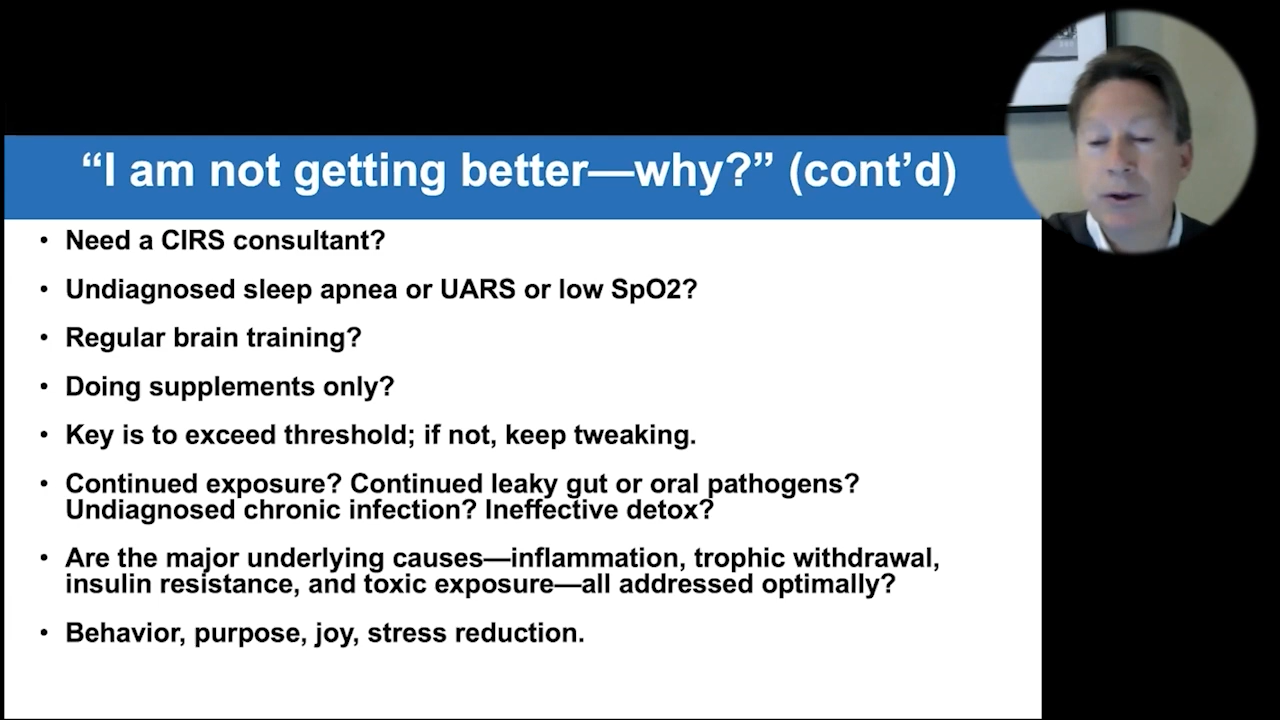 “I am not getting better—why?” (cont’d)
• Need a CIRS consultant?
• Undiagnosed sleep apnea or UARS or low SpO2?
• Regular brain training?
• Doing supplements only?
• Key is to exceed threshold; if not, keep tweaking.
• Continued exposure? Continued leaky gut or oral pathogens?
Undiagnosed chronic infection? Ineffective detox?
• Are the major underlying causes—inflammation, trophic withdrawal,
insulin resistance, and toxic exposure—all addressed optimally?
• Behavior, purpose, joy, stress reduction.